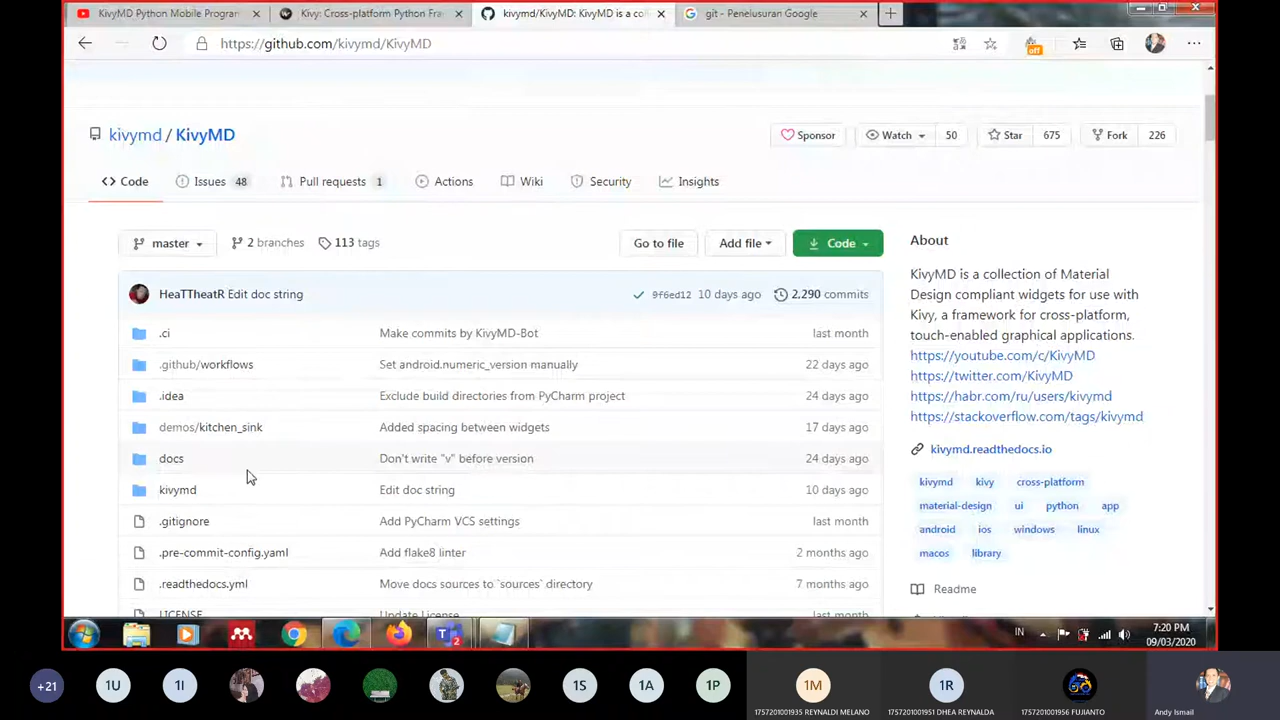 KivyMD Python Mobile Program
Kivy: Cross-platform Python Fra
kivymd/KivyMD: KivyMD is a coll
git - Penelusuran Google
https://github.com/kivymd/KivyMD
off
kivymd / KivyMD
Sponsor
Watch 50
Star 675
Fork 226
Code
Issues 48
Pull requests 1
Actions
Wiki
Security
Insights
master
2 branches
113 tags
Go to file
Add file
Code
HeaTTheatR Edit doc string
9f6ed12 10 days ago
2.290 commits
.ci Make commits by KivyMD-Bot last month
.github/workflows Set android.numeric_version manually 22 days ago
.idea Exclude build directories from PyCharm project 24 days ago
demos/kitchen_sink Added spacing between widgets 17 days ago
docs Don't write "v" before version 24 days ago
kivymd Edit doc string 10 days ago
.gitignore Add PyCharm VCS settings last month
.pre-commit-config.yaml Add flake8 linter 2 months ago
.readthedocs.yml Move docs sources to `sources` directory 7 months ago
LICENSE Update License last month
About
KivyMD is a collection of Material
Design compliant widgets for use with
Kivy, a framework for cross-platform,
touch-enabled graphical applications.
https://youtube.com/c/KivyMD
https://twitter.com/KivyMD
https://habr.com/ru/users/kivymd
https://stackoverflow.com/tags/kivymd
kivymd.readthedocs.io
kivymd kivy cross-platform
material-design ui python app
android ios windows linux
macos library
Readme
2
IN
7:20 PM
09/03/2020
+21
1U
1I
1S
1A
1P
1M
1757201001935 REYNALDI MELANO
1R
1757201001951 DHEA REYNALDA
1757201001956 FUJIANTO
Andy Ismail